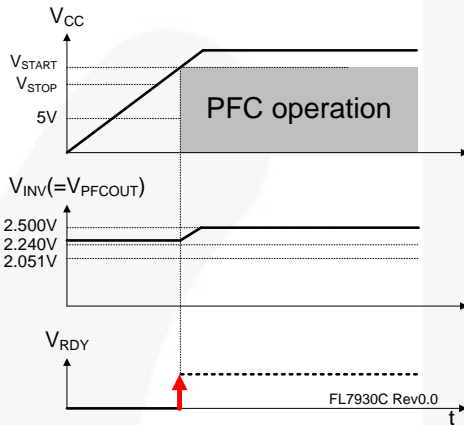 VCC
VSTART
VSTOP
5V
PFC operation
VINV(=VPFCOUT)
2.500V
2.240V
2.051V
VRDY
FL7930C Rev0.0
t